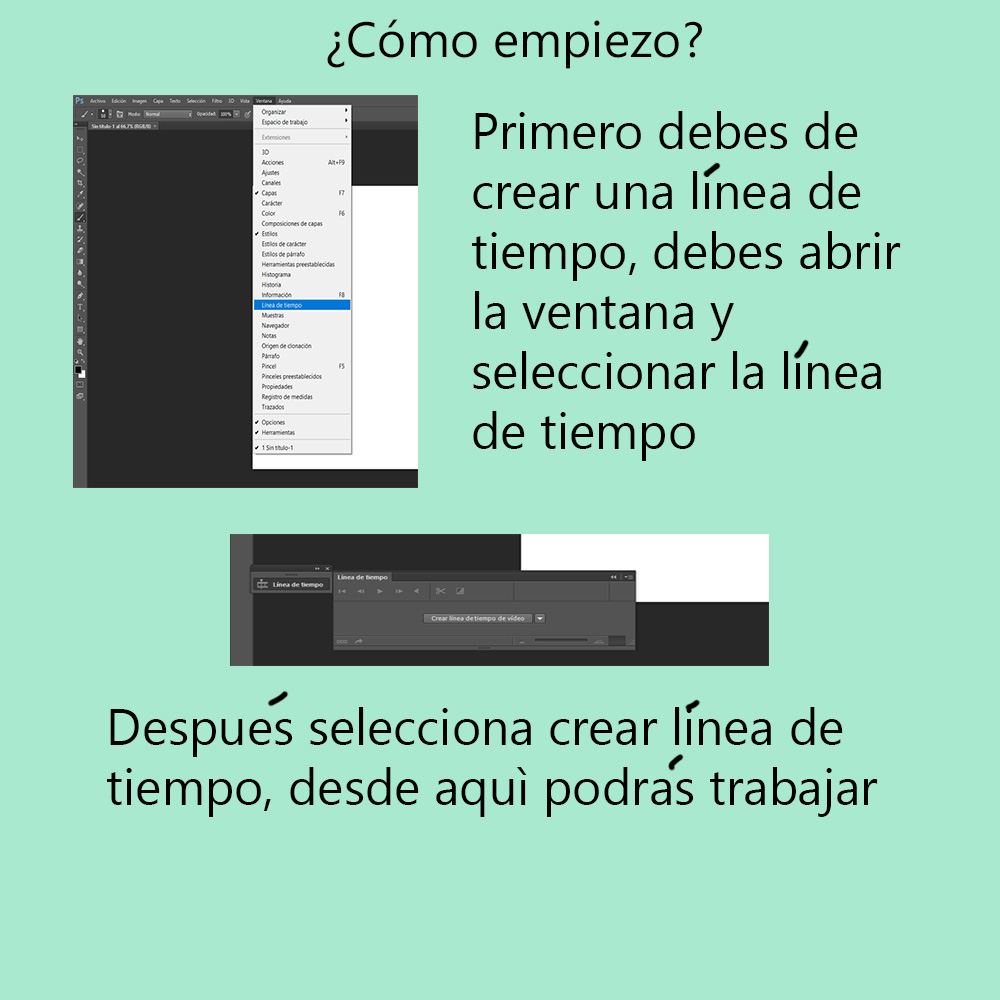 ¿Cómo empiezo?
Ps Archivo Edición Imagen Capa Texto Selección Filtro 3D Vista Ventana Ayuda
Modo: Normal Opacidad: 100%
Sin título-1 al 66,7% (RGB/8)
Organizar
Espacio de trabajo
Extensiones
3D
Acciones Alt+F9
Ajustes
Canales
Capas F7
Carácter
Color F6
Composiciones de capas
Estilos
Estilos de carácter
Estilos de párrafo
Herramientas preestablecidas
Histograma
Historia
Información F8
Línea de tiempo
Muestras
Navegador
Notas
Origen de clonación
Párrafo
Pincel F5
Pinceles preestablecidos
Propiedades
Registro de medidas
Trazados
Opciones
Herramientas
1 Sin título-1
Primero debes de
crear una línea de
tiempo, debes abrir
la ventana y
seleccionar la línea
de tiempo
Línea de tiempo
Línea de tiempo
Crear línea de tiempo de vídeo
Después selecciona crear línea de
tiempo, desde aquì podrás trabajar